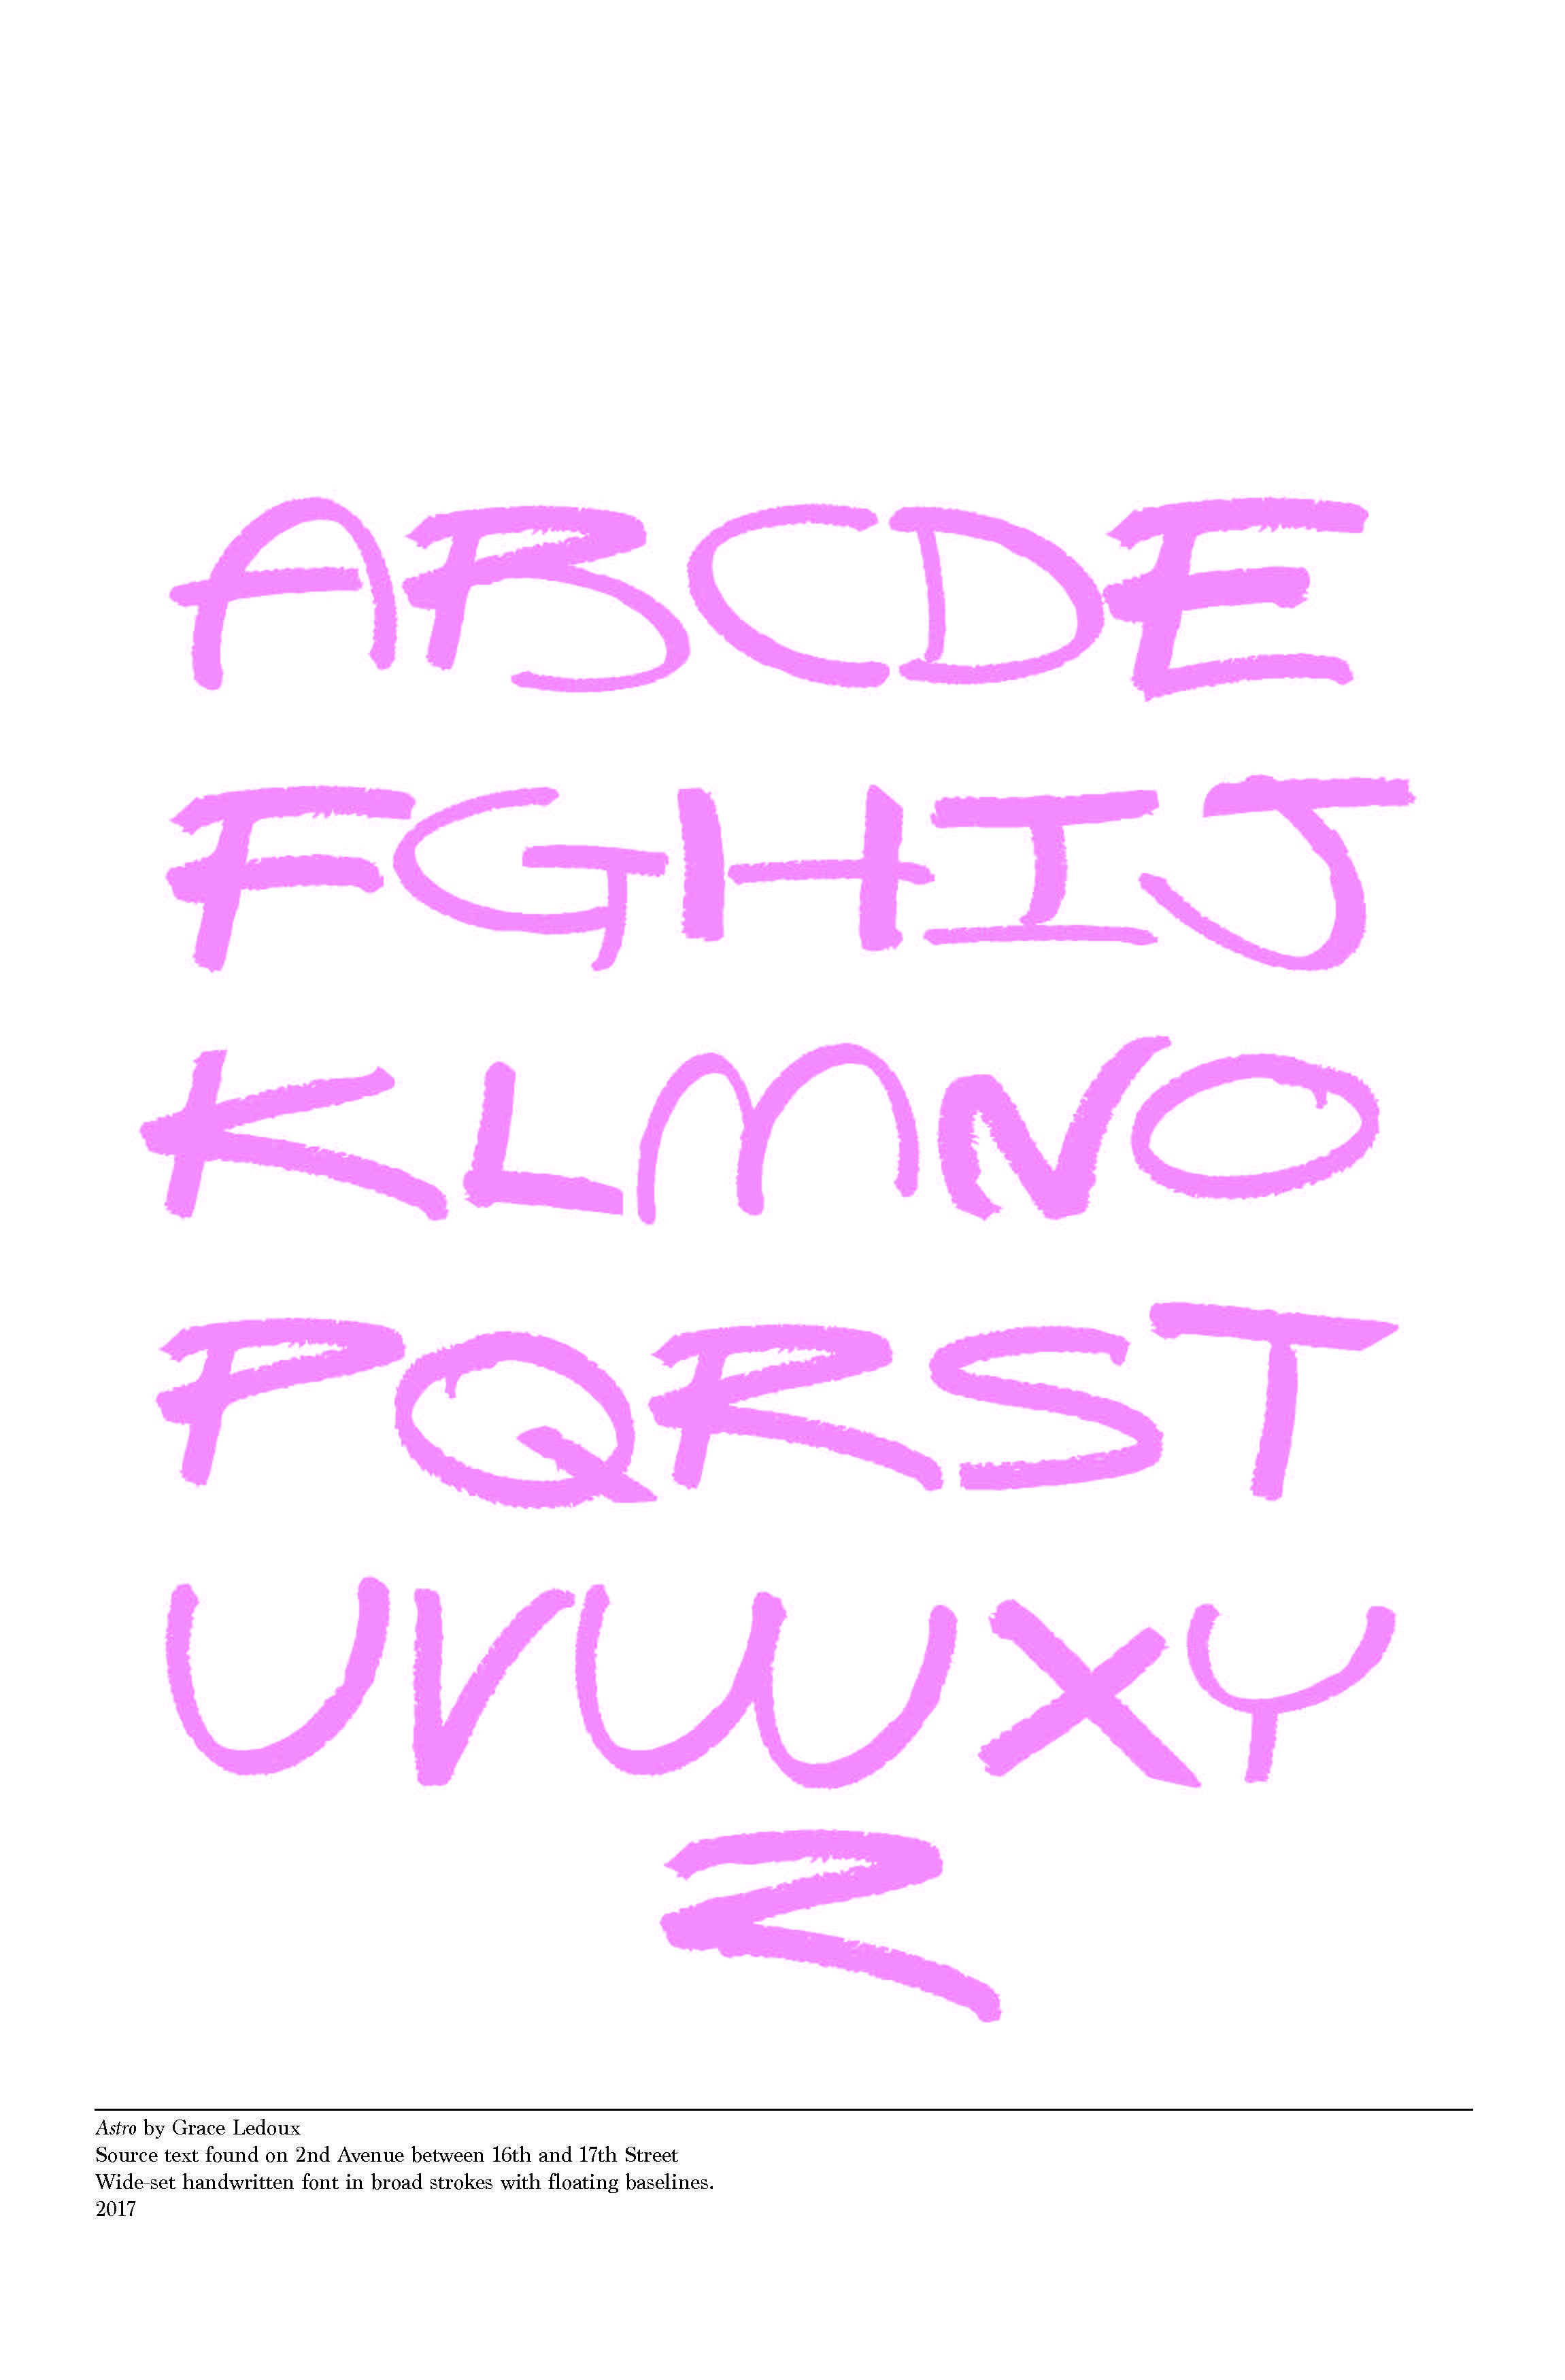 ABCDE
FGHIJ
KLMNO
PQRST
UVWXY
Z
Astro by Grace Ledoux
Source text found on 2nd Avenue between 16th and 17th Street
Wide-set handwritten font in broad strokes with floating baselines.
2017